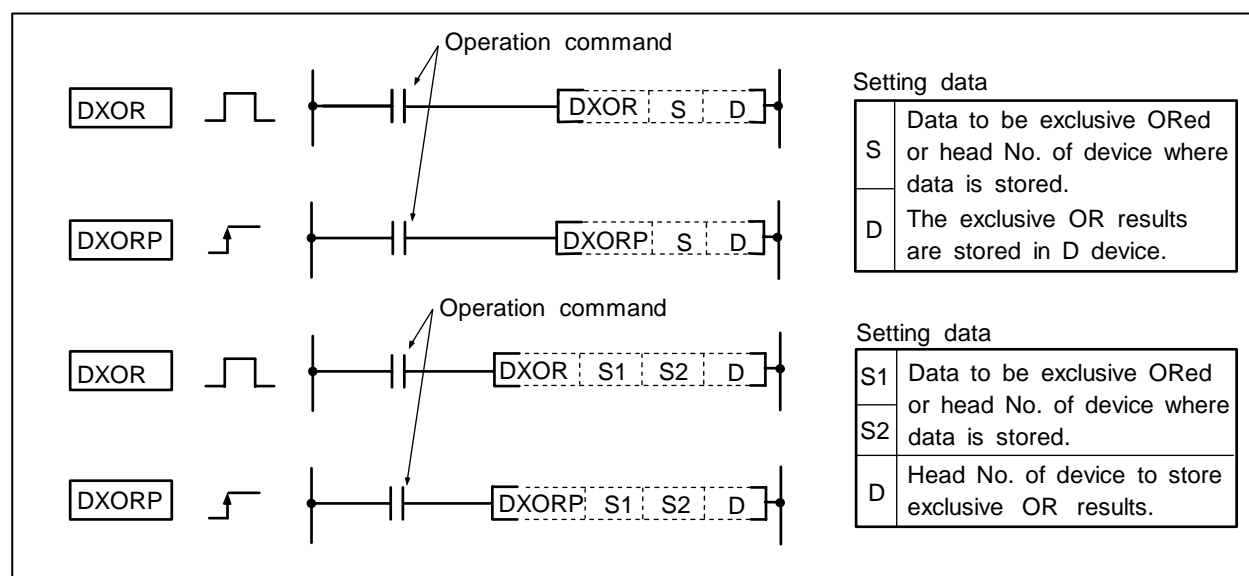 Operation command
DXOR
DXOR S D
DXORP
DXORP S D
Setting data
S
Data to be exclusive ORed
or head No. of device where
data is stored.
D
The exclusive OR results
are stored in D device.
Operation command
DXOR
DXOR S1 S2 D
DXORP
DXORP S1 S2 D
Setting data
S1
S2
Data to be exclusive ORed
or head No. of device where
data is stored.
D
Head No. of device to store
exclusive OR results.